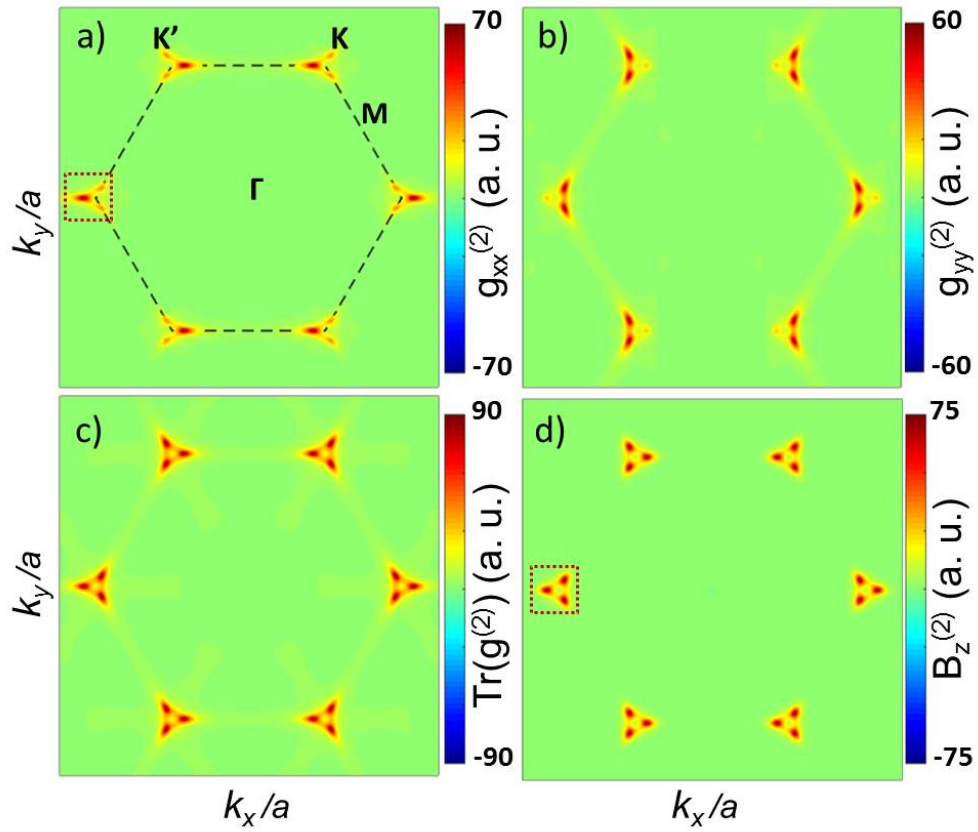 a)
K'
K
M
Γ
k_y/a
70
g_xx^(2) (a. u.)
-70
b)
60
g_yy^(2) (a. u.)
-60
c)
k_y/a
k_x/a
90
Tr(g^(2)) (a. u.)
-90
d)
k_x/a
75
B_z^(2) (a. u.)
-75